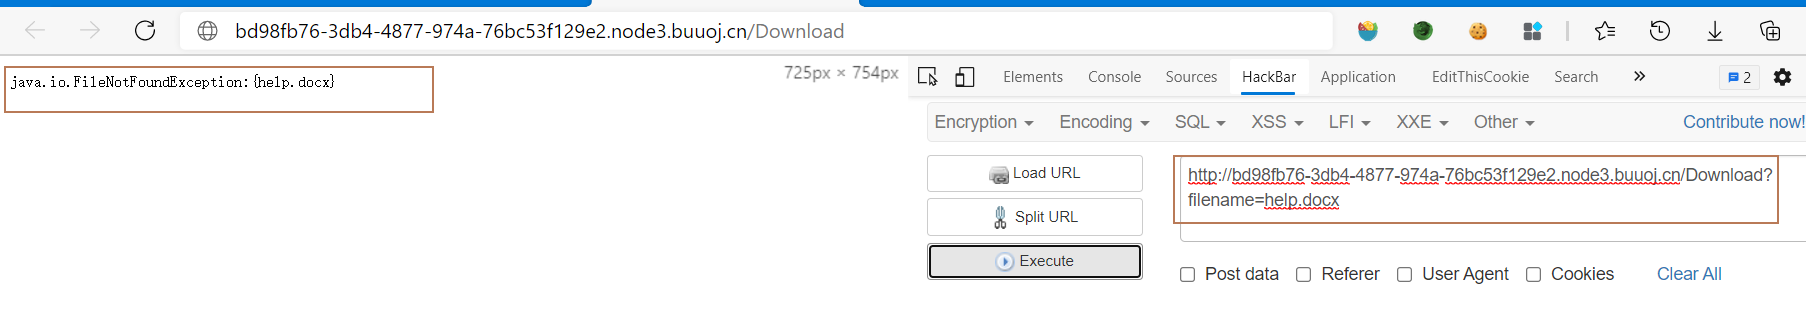 bd98fb76-3db4-4877-974a-76bc53f129e2.node3.buuoj.cn/Download
java.io.FileNotFoundException:{help.docx}
725px × 754px
Elements Console Sources HackBar Application EditThisCookie Search » 2
Encryption Encoding SQL XSS LFI XXE Other Contribute now!
Load URL
Split URL
Execute
http://bd98fb76-3db4-4877-974a-76bc53f129e2.node3.buuoj.cn/Download?
filename=help.docx
Post data Referer User Agent Cookies Clear All